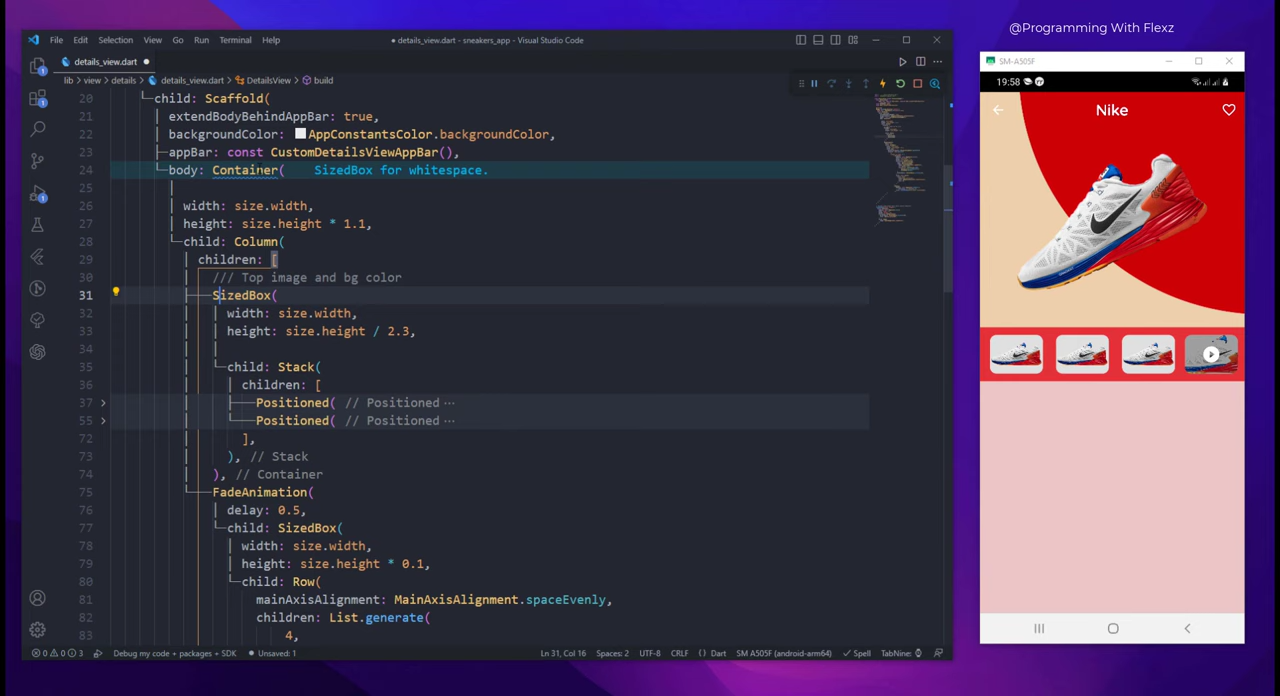 @Programming With Flexz
File Edit Selection View Go Run Terminal Help
● details_view.dart - sneakers_app - Visual Studio Code
details_view.dart ●
lib > view > details > details_view.dart > DetailsView > build
20 child: Scaffold(
21 extendBodyBehindAppBar: true,
22 backgroundColor: AppConstantsColor.backgroundColor,
23 appBar: const CustomDetailsViewAppBar(),
24 body: Container( SizedBox for whitespace.
25
26 width: size.width,
27 height: size.height * 1.1,
28 child: Column(
29 children: [
30 /// Top image and bg color
31 SizedBox(
32 width: size.width,
33 height: size.height / 2.3,
34
35 child: Stack(
36 children: [
37 Positioned( // Positioned ⋯
55 Positioned( // Positioned ⋯
72 ],
73 ), // Stack
74 ), // Container
75 FadeAnimation(
76 delay: 0.5,
77 child: SizedBox(
78 width: size.width,
79 height: size.height * 0.1,
80 child: Row(
81 mainAxisAlignment: MainAxisAlignment.spaceEvenly,
82 children: List.generate(
83 4,
0 0 3 Debug my code + packages + SDK ● Unsaved: 1 Ln 31, Col 16 Spaces: 2 UTF-8 CRLF {} Dart SM A505F (android-arm64) Spell TabNine:
SM-A505F
19:58
Nike